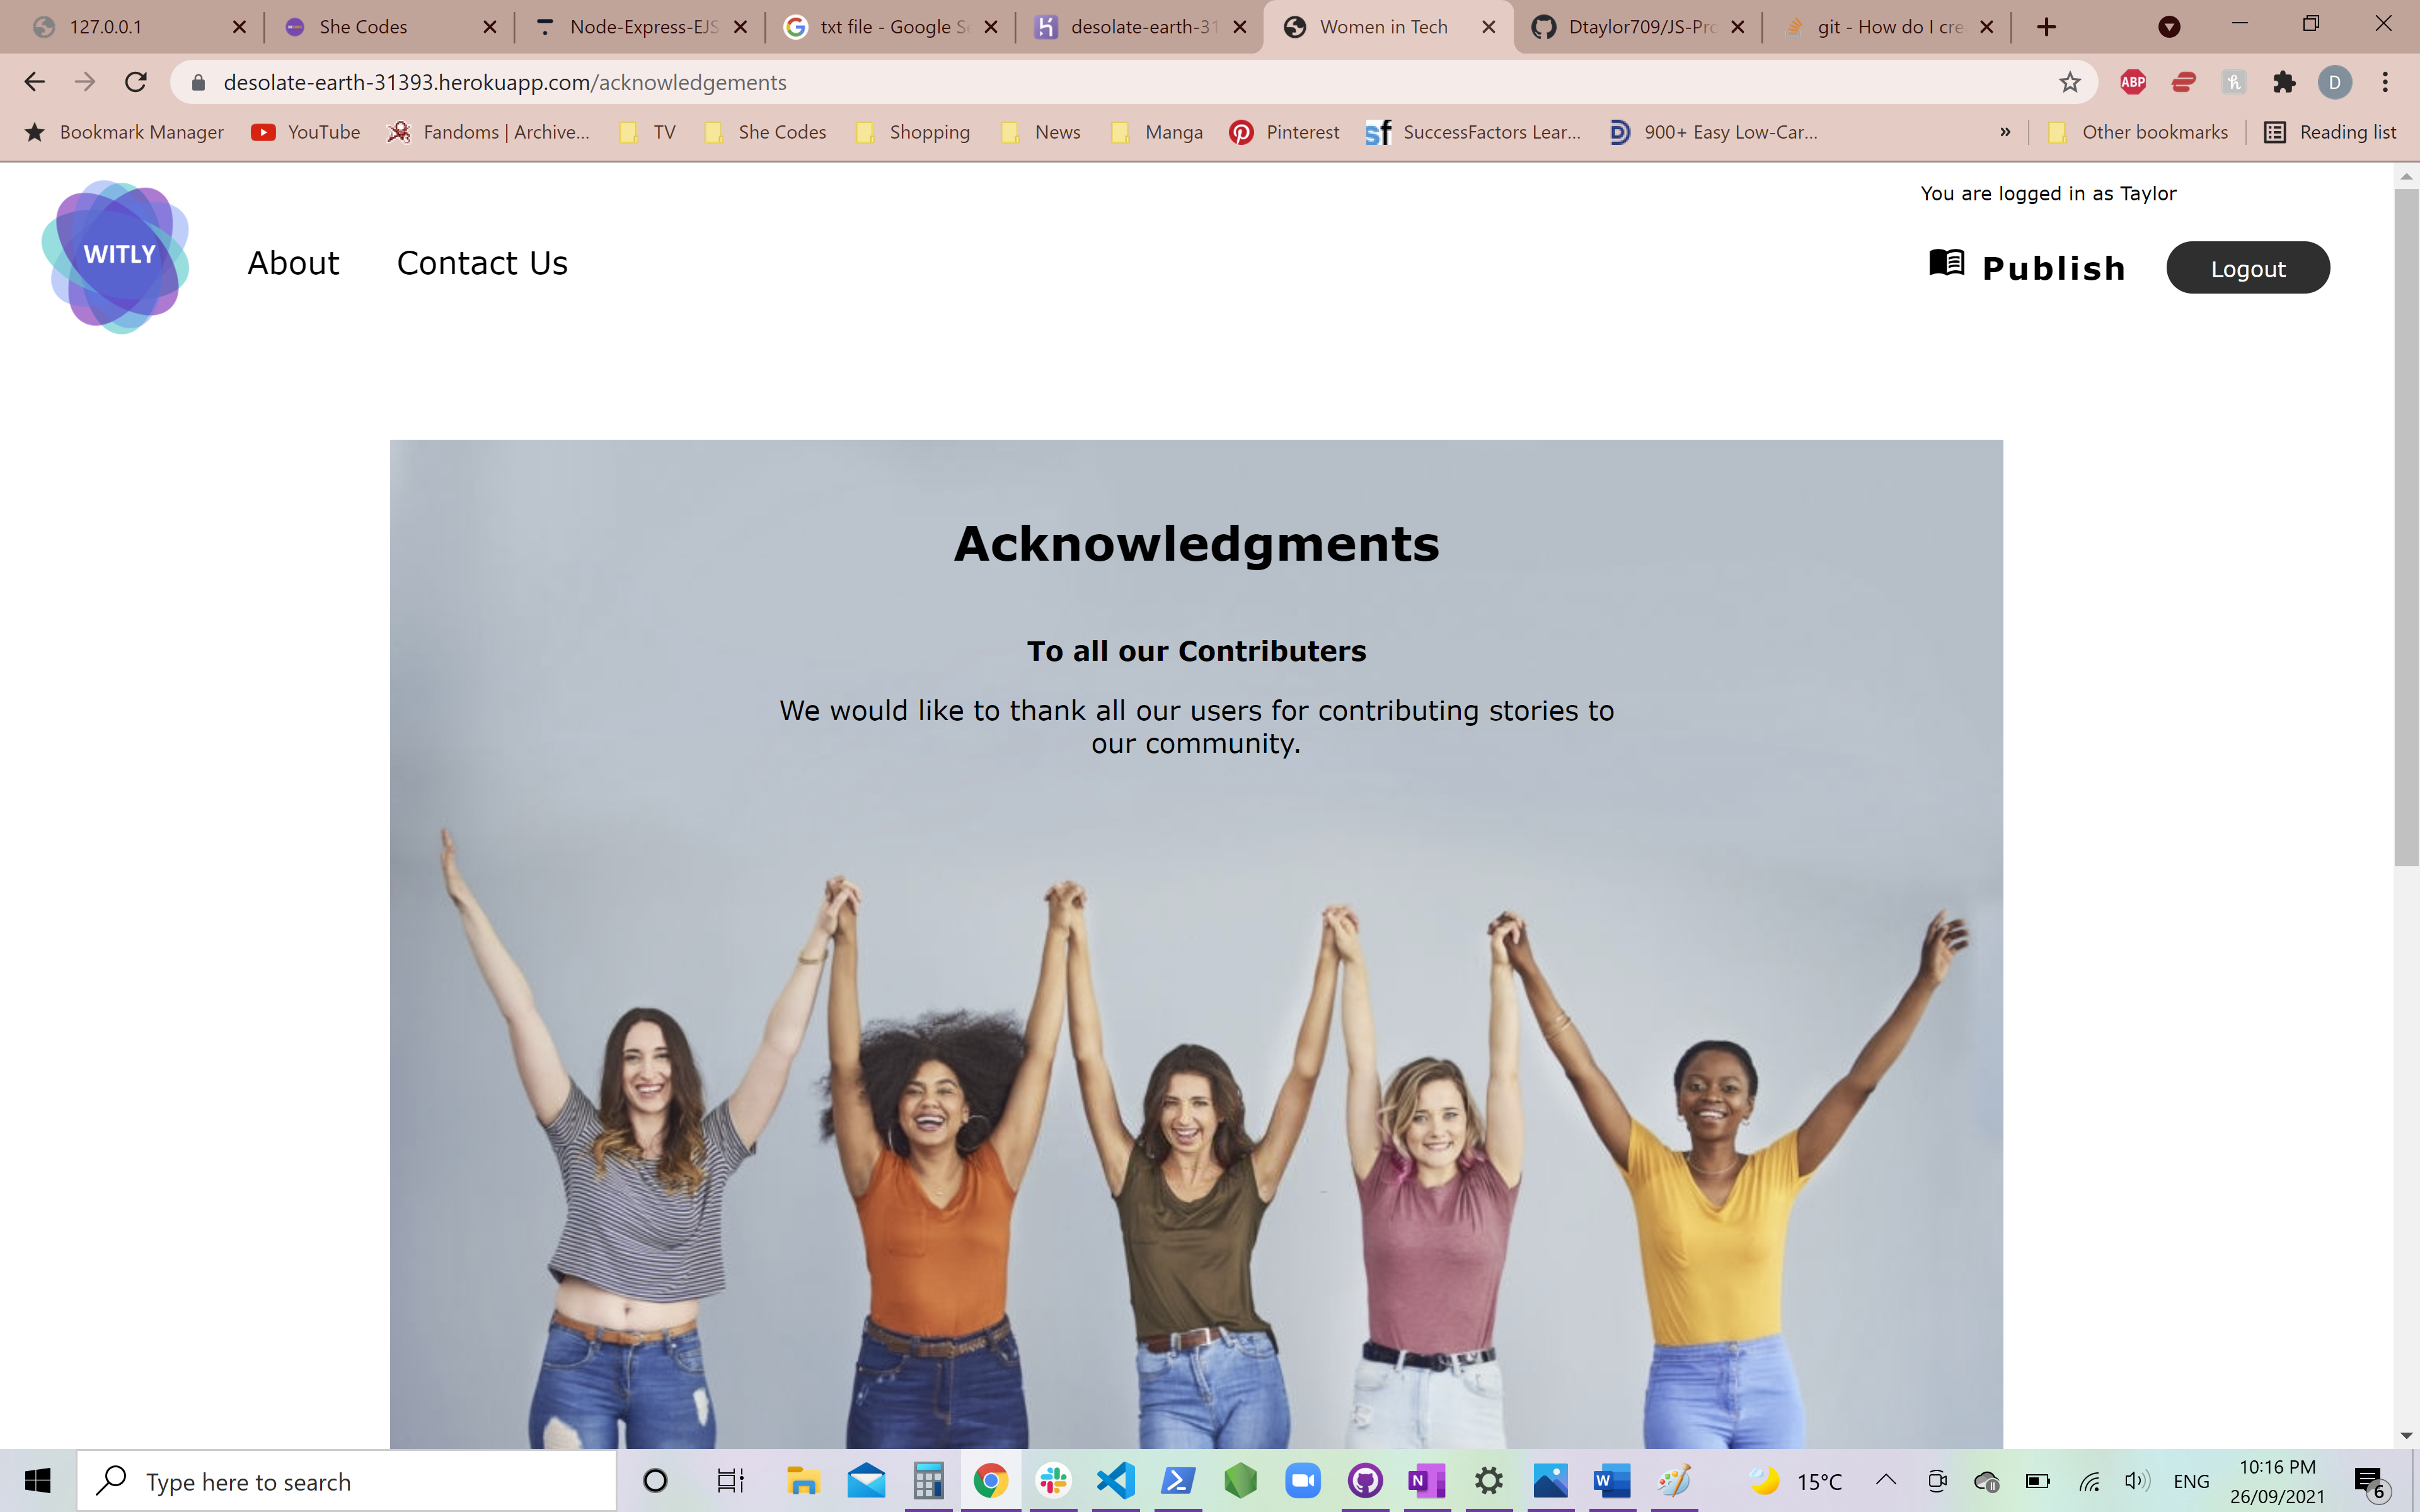 127.0.0.1
She Codes
Node-Express-EJS
txt file - Google Se
desolate-earth-31
Women in Tech
Dtaylor709/JS-Pro
git - How do I cre
desolate-earth-31393.herokuapp.com/acknowledgements
ABP
h
D
Bookmark Manager
YouTube
Fandoms | Archive...
TV
She Codes
Shopping
News
Manga
Pinterest
sf SuccessFactors Lear...
900+ Easy Low-Car...
»
Other bookmarks
Reading list
You are logged in as Taylor
WITLY
About
Contact Us
Publish
Logout
Acknowledgments
To all our Contributers
We would like to thank all our users for contributing stories to
our community.
Type here to search
N
W
15°C
ENG
10:16 PM
26/09/2021
6